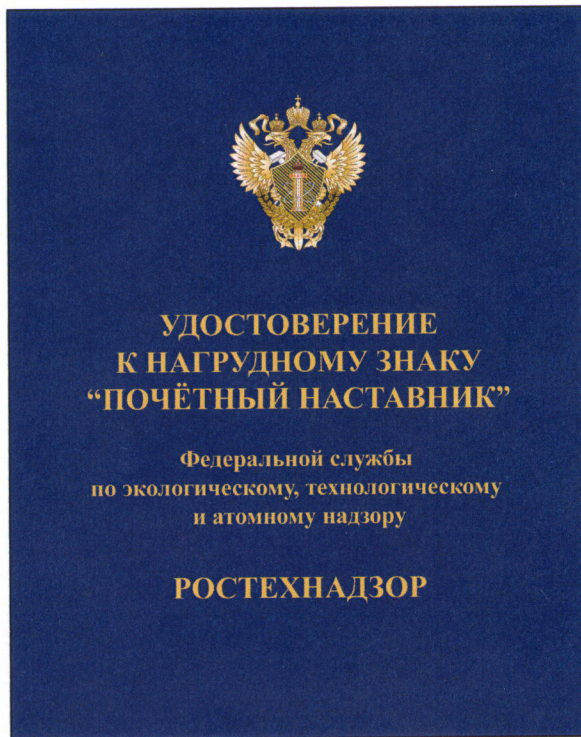 УДОСТОВЕРЕНИЕ
К НАГРУДНОМУ ЗНАКУ
“ПОЧЁТНЫЙ НАСТАВНИК”
Федеральной службы
по экологическому, технологическому
и атомному надзору
РОСТЕХНАДЗОР